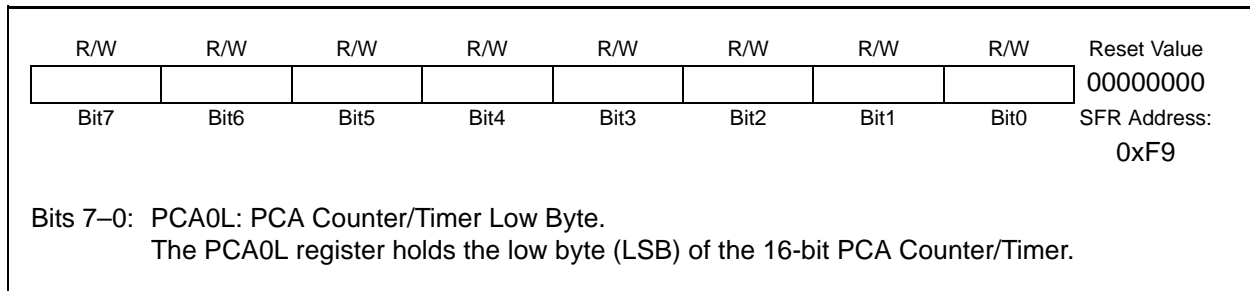 R/W R/W R/W R/W R/W R/W R/W R/W Reset Value
00000000
Bit7 Bit6 Bit5 Bit4 Bit3 Bit2 Bit1 Bit0 SFR Address:
0xF9
Bits 7–0: PCA0L: PCA Counter/Timer Low Byte.
The PCA0L register holds the low byte (LSB) of the 16-bit PCA Counter/Timer.